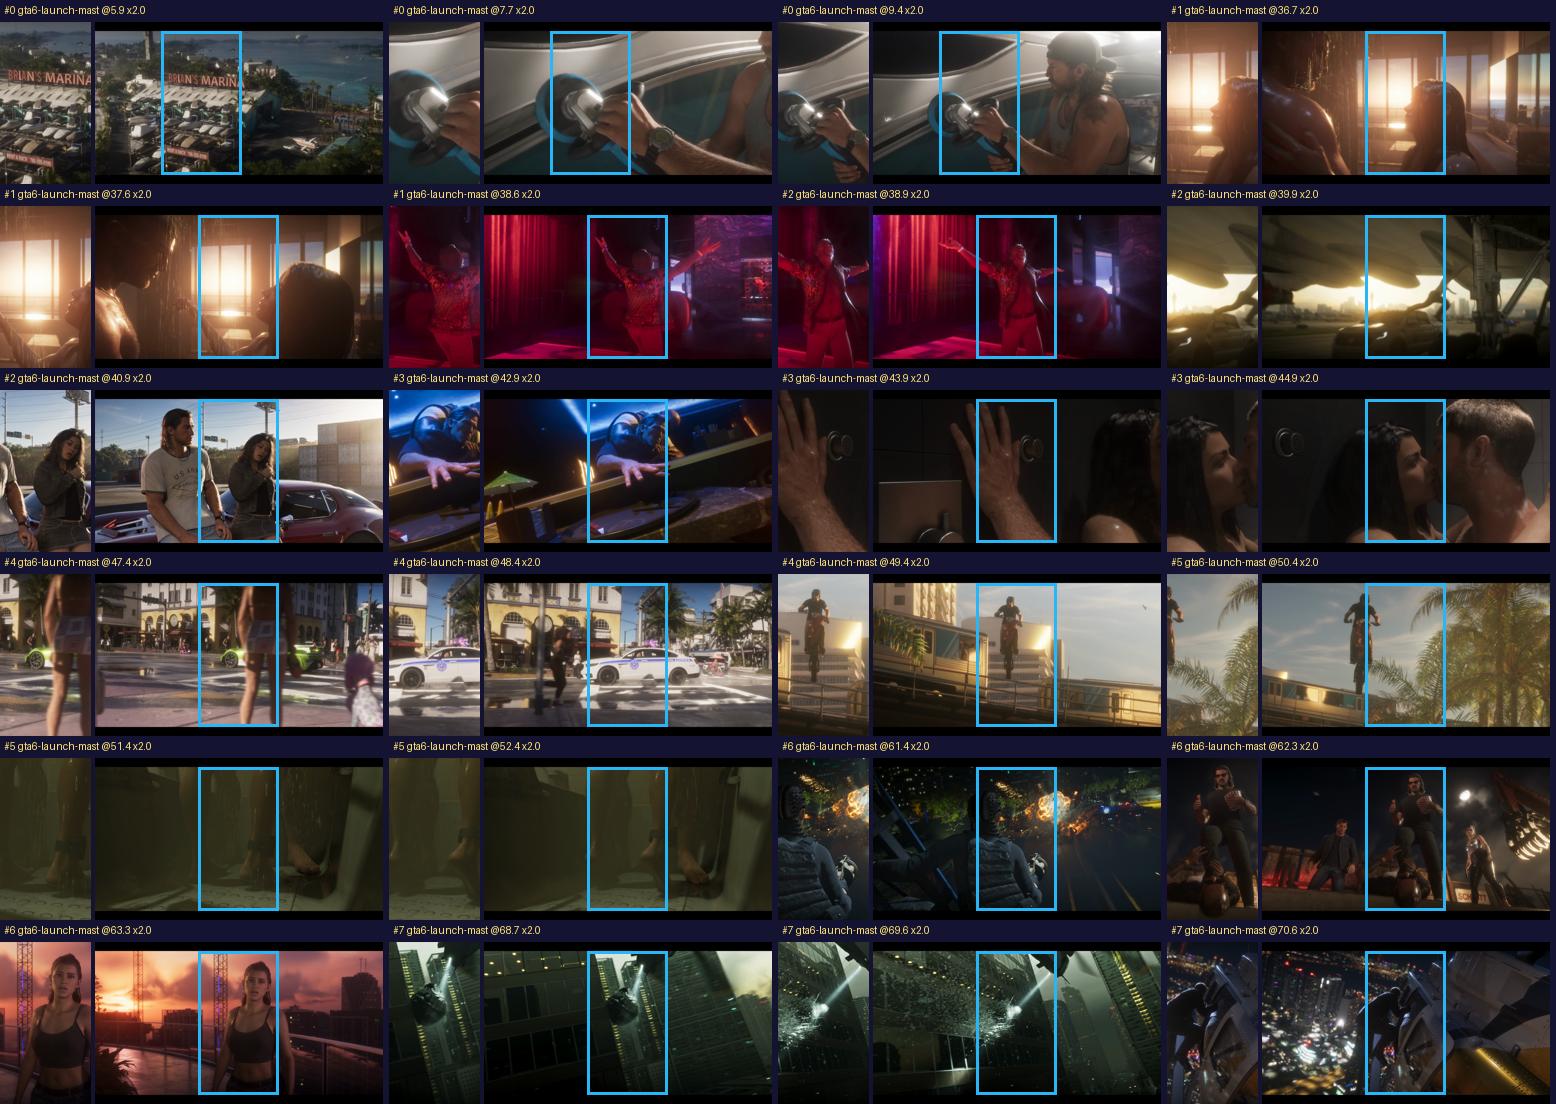 #0 gta6-launch-mast @5.9 x2.0
#0 gta6-launch-mast @7.7 x2.0
#0 gta6-launch-mast @9.4 x2.0
#1 gta6-launch-mast @36.7 x2.0
BRIAN'S MARINA
BRIAN'S MARINA
#1 gta6-launch-mast @37.6 x2.0
#1 gta6-launch-mast @38.6 x2.0
#2 gta6-launch-mast @38.9 x2.0
#2 gta6-launch-mast @39.9 x2.0
#2 gta6-launch-mast @40.9 x2.0
#3 gta6-launch-mast @42.9 x2.0
#3 gta6-launch-mast @43.9 x2.0
#3 gta6-launch-mast @44.9 x2.0
#4 gta6-launch-mast @47.4 x2.0
#4 gta6-launch-mast @48.4 x2.0
#4 gta6-launch-mast @49.4 x2.0
#5 gta6-launch-mast @50.4 x2.0
#5 gta6-launch-mast @51.4 x2.0
#5 gta6-launch-mast @52.4 x2.0
#6 gta6-launch-mast @61.4 x2.0
#6 gta6-launch-mast @62.3 x2.0
#6 gta6-launch-mast @63.3 x2.0
#7 gta6-launch-mast @68.7 x2.0
#7 gta6-launch-mast @69.6 x2.0
#7 gta6-launch-mast @70.6 x2.0